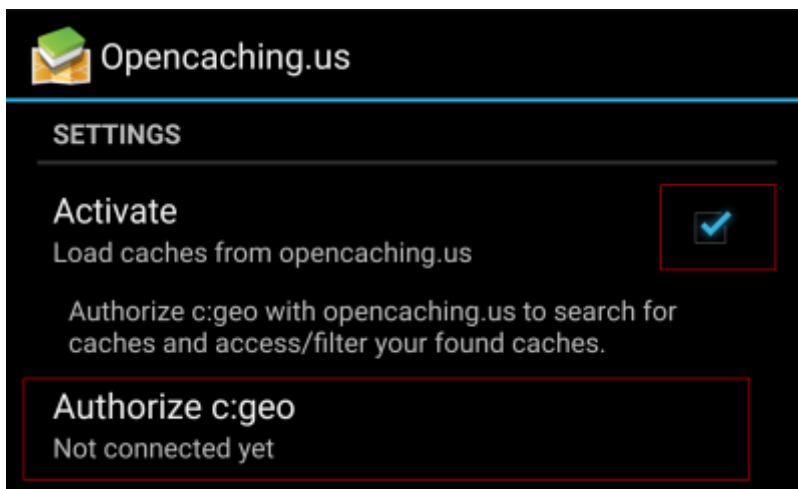 Opencaching.us
SETTINGS
Activate
Load caches from opencaching.us
Authorize c:geo with opencaching.us to search for
caches and access/filter your found caches.
Authorize c:geo
Not connected yet